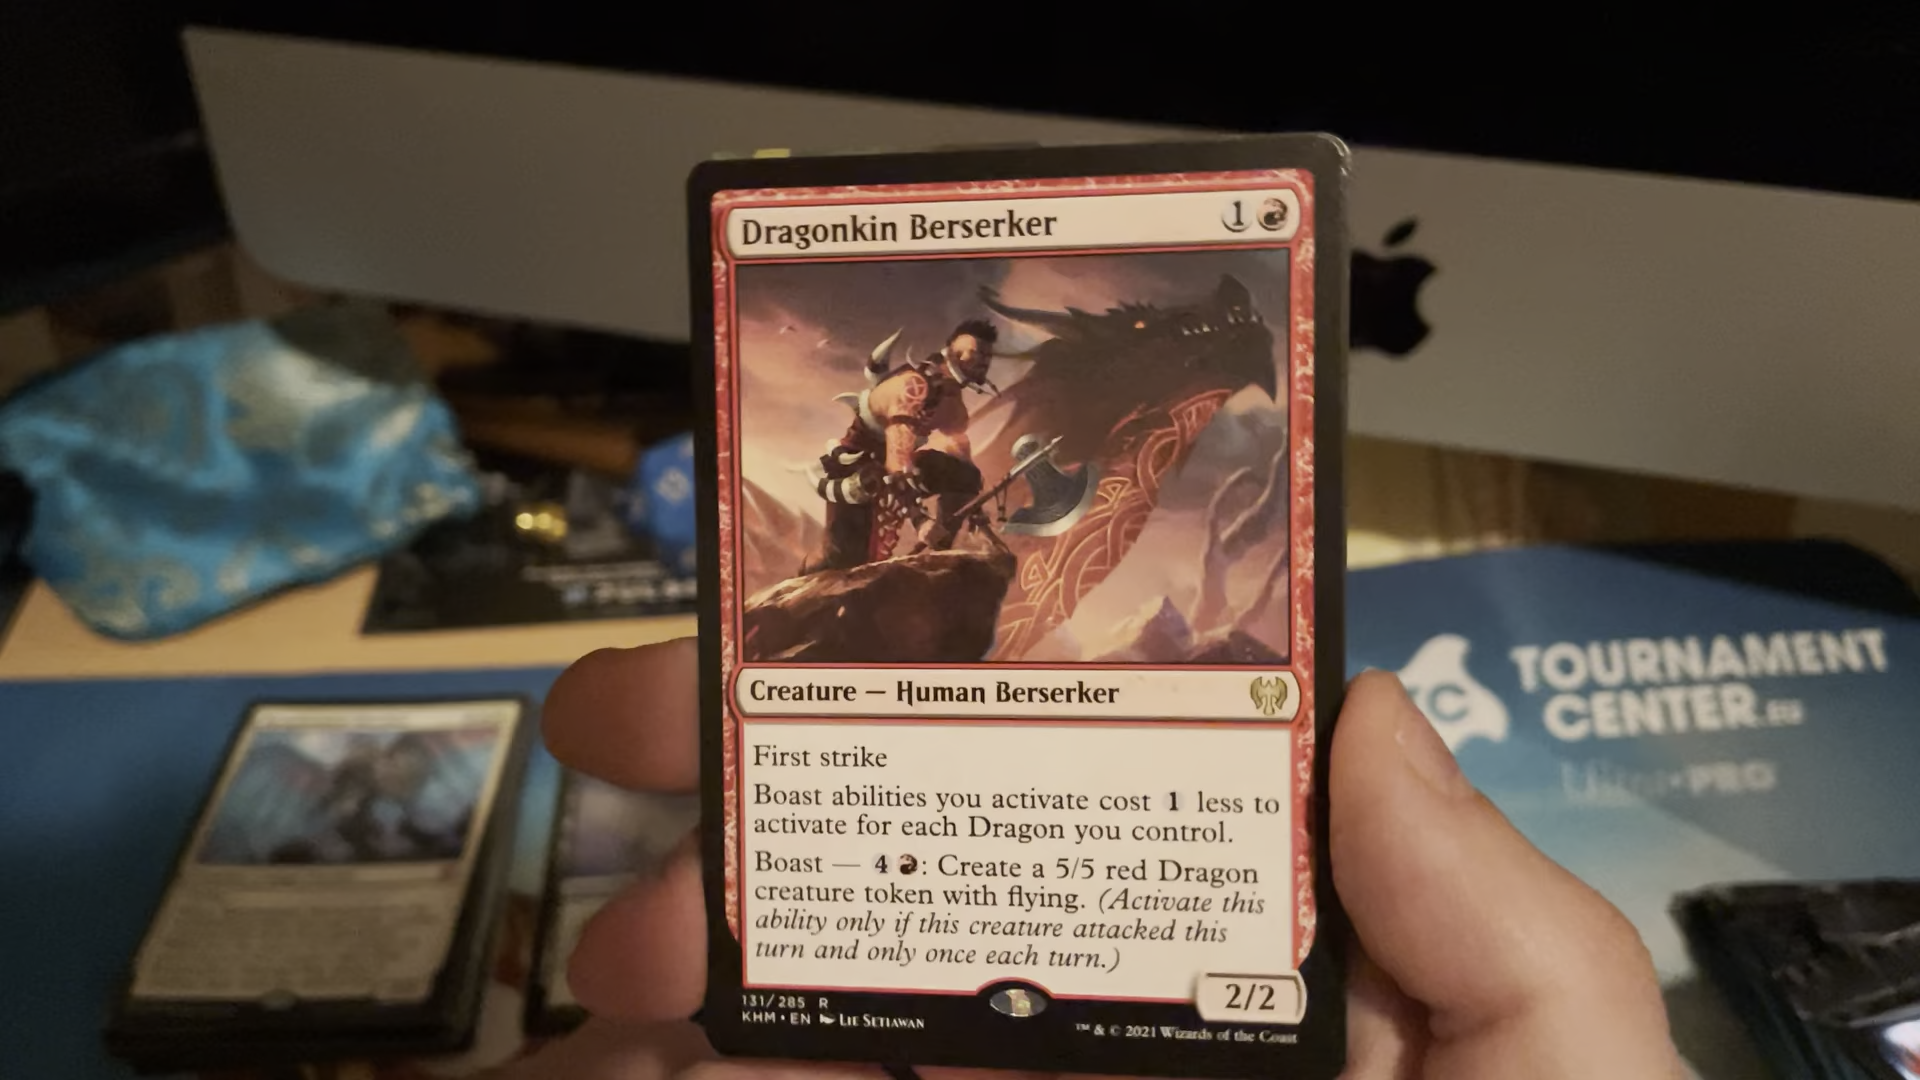 Dragonkin Berserker 1
Creature — Human Berserker
First strike
Boast abilities you activate cost 1 less to
activate for each Dragon you control.
Boast — 4 : Create a 5/5 red Dragon
creature token with flying. (Activate this
ability only if this creature attacked this
turn and only once each turn.)
2/2
131/285 R
KHM • EN Lie Setiawan
™ & © 2021 Wizards of the Coast
C
TOURNAMENT
CENTER.EU
Ultra•PRO